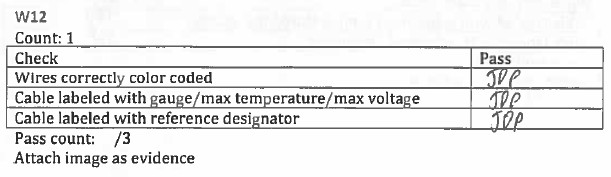 W12
Count: 1
Check Pass
Wires correctly color coded JDP
Cable labeled with gauge/max temperature/max voltage JDP
Cable labeled with reference designator JDP
Pass count: /3
Attach image as evidence